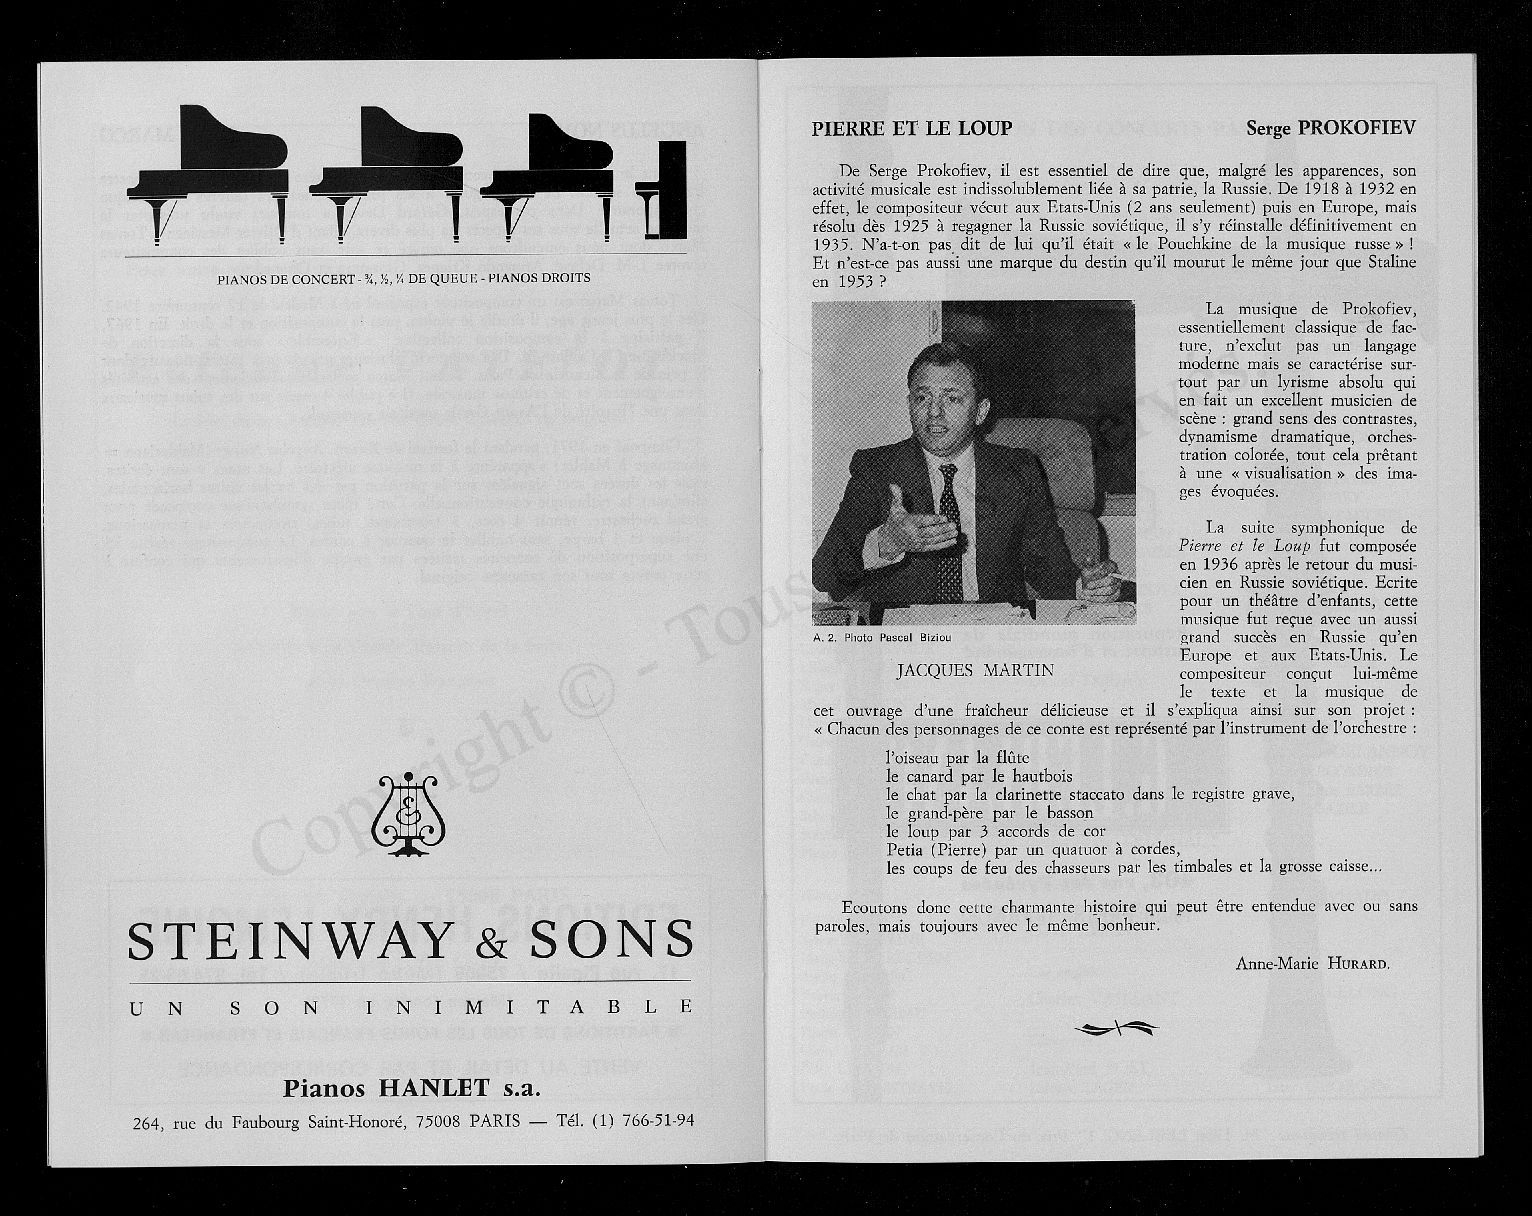 PIANOS DE CONCERT - ¾, ½, ¼ DE QUEUE - PIANOS DROITS
STEINWAY & SONS
UN SON INIMITABLE
Pianos HANLET s.a.
264, rue du Faubourg Saint-Honoré, 75008 PARIS — Tél. (1) 766-51-94
PIERRE ET LE LOUP Serge PROKOFIEV
De Serge Prokofiev, il est essentiel de dire que, malgré les apparences, son
activité musicale est indissolublement liée à sa patrie, la Russie. De 1918 à 1932 en
effet, le compositeur vécut aux Etats-Unis (2 ans seulement) puis en Europe, mais
résolu dès 1925 à regagner la Russie soviétique, il s'y réinstalle définitivement en
1935. N'a-t-on pas dit de lui qu'il était « le Pouchkine de la musique russe » !
Et n'est-ce pas aussi une marque du destin qu'il mourut le même jour que Staline
en 1953 ?
La musique de Prokofiev,
essentiellement classique de fac-
ture, n'exclut pas un langage
moderne mais se caractérise sur-
tout par un lyrisme absolu qui
en fait un excellent musicien de
scène : grand sens des contrastes,
dynamisme dramatique, orches-
tration colorée, tout cela prêtant
à une « visualisation » des ima-
ges évoquées.
La suite symphonique de
Pierre et le Loup fut composée
en 1936 après le retour du musi-
cien en Russie soviétique. Ecrite
pour un théâtre d'enfants, cette
musique fut reçue avec un aussi
grand succès en Russie qu'en
Europe et aux Etats-Unis. Le
compositeur conçut lui-même
le texte et la musique de
A. 2. Photo Pascal Biziou
JACQUES MARTIN
cet ouvrage d'une fraîcheur délicieuse et il s'expliqua ainsi sur son projet :
« Chacun des personnages de ce conte est représenté par l'instrument de l'orchestre :
l'oiseau par la flûte
le canard par le hautbois
le chat par la clarinette staccato dans le registre grave,
le grand-père par le basson
le loup par 3 accords de cor
Petia (Pierre) par un quatuor à cordes,
les coups de feu des chasseurs par les timbales et la grosse caisse...
Ecoutons donc cette charmante histoire qui peut être entendue avec ou sans
paroles, mais toujours avec le même bonheur.
Anne-Marie HURARD.
Copyright © - Tous